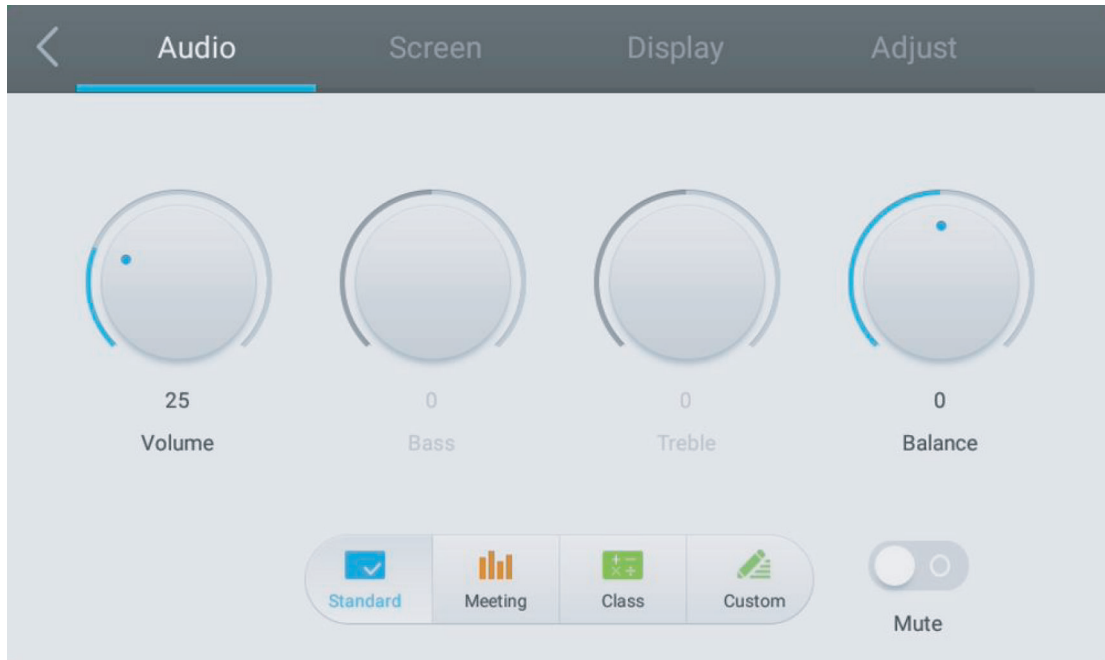 Audio Screen Display Adjust
25 0 0 0
Volume Bass Treble Balance
Standard Meeting Class Custom
Mute